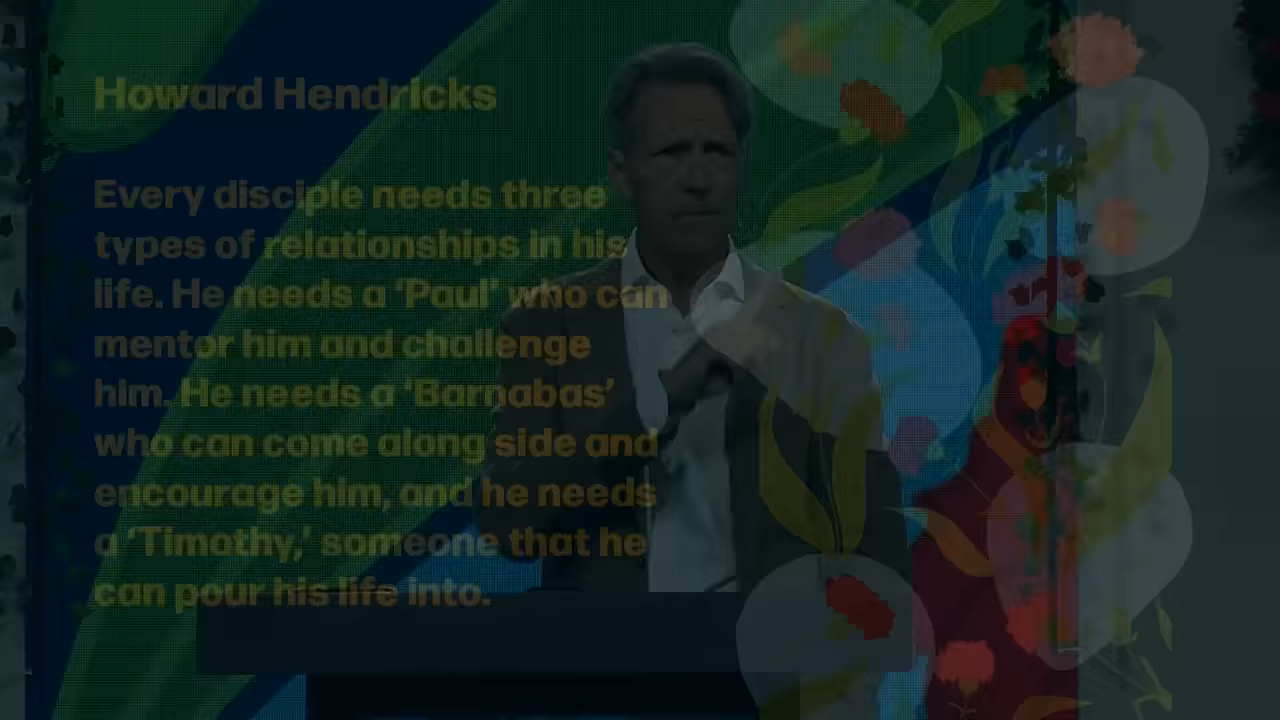 Howard Hendricks
Every disciple needs three
types of relationships in his
life. He needs a ‘Paul’ who can
mentor him and challenge
him. He needs a ‘Barnabas’
who can come along side and
encourage him, and he needs
a ‘Timothy,’ someone that he
can pour his life into.